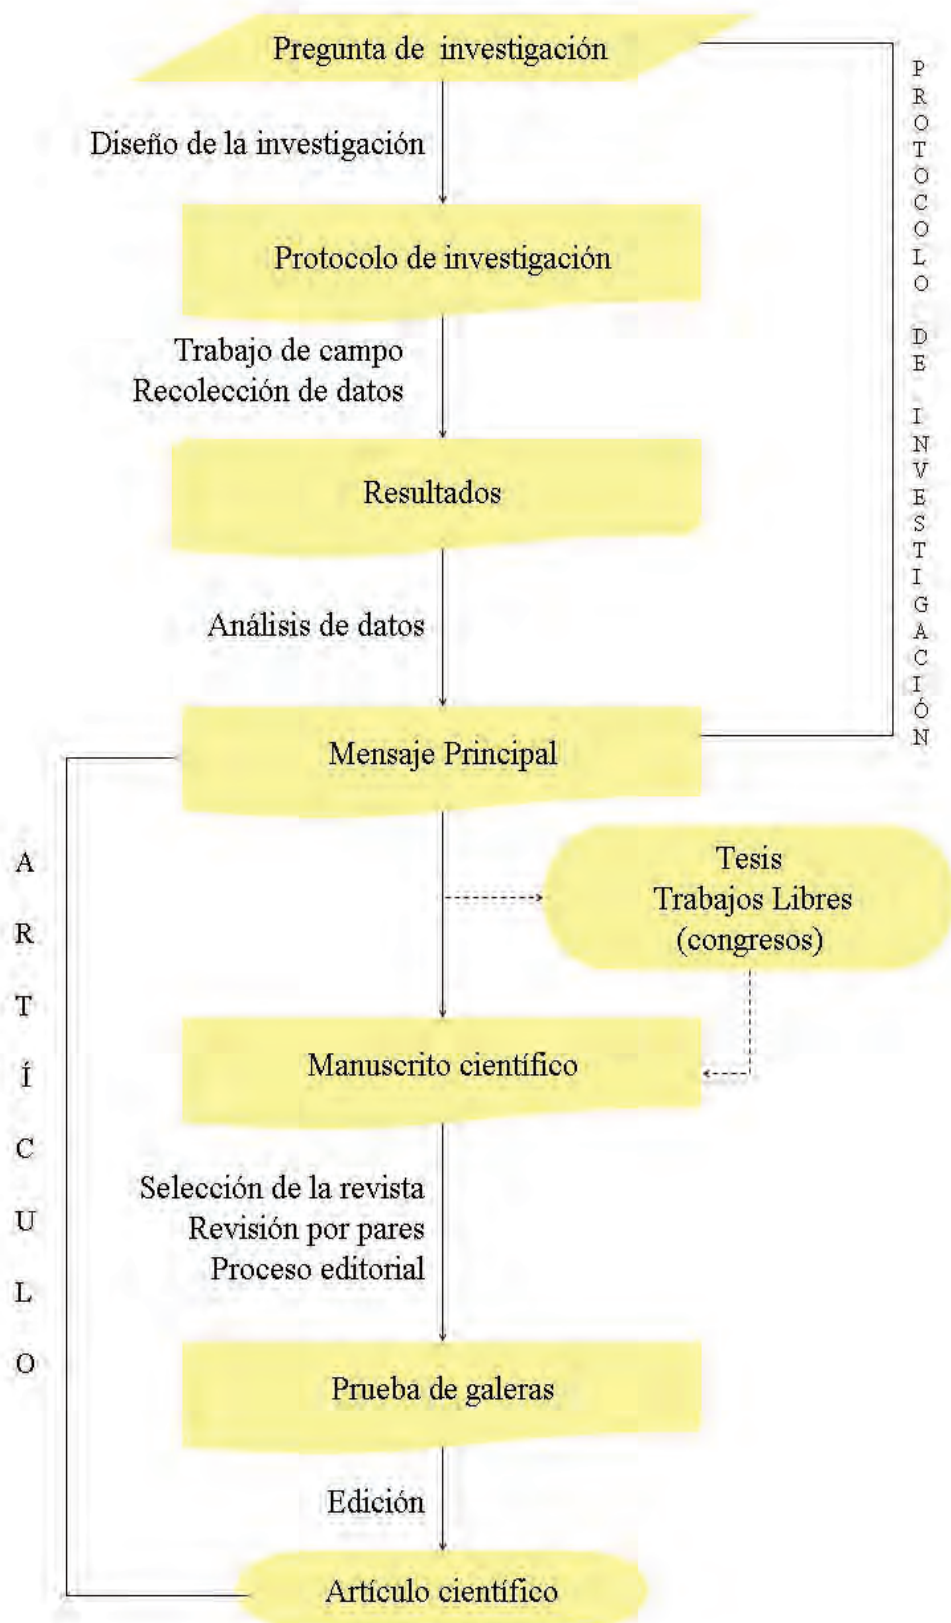 Pregunta de investigación
Diseño de la investigación
Protocolo de investigación
Trabajo de campo
Recolección de datos
Resultados
Análisis de datos
Mensaje Principal
PROTOCOLO DE INVESTIGACIÓN
Tesis
Trabajos Libres
(congresos)
Manuscrito científico
Selección de la revista
Revisión por pares
Proceso editorial
Prueba de galeras
Edición
Artículo científico
ARTÍCULO